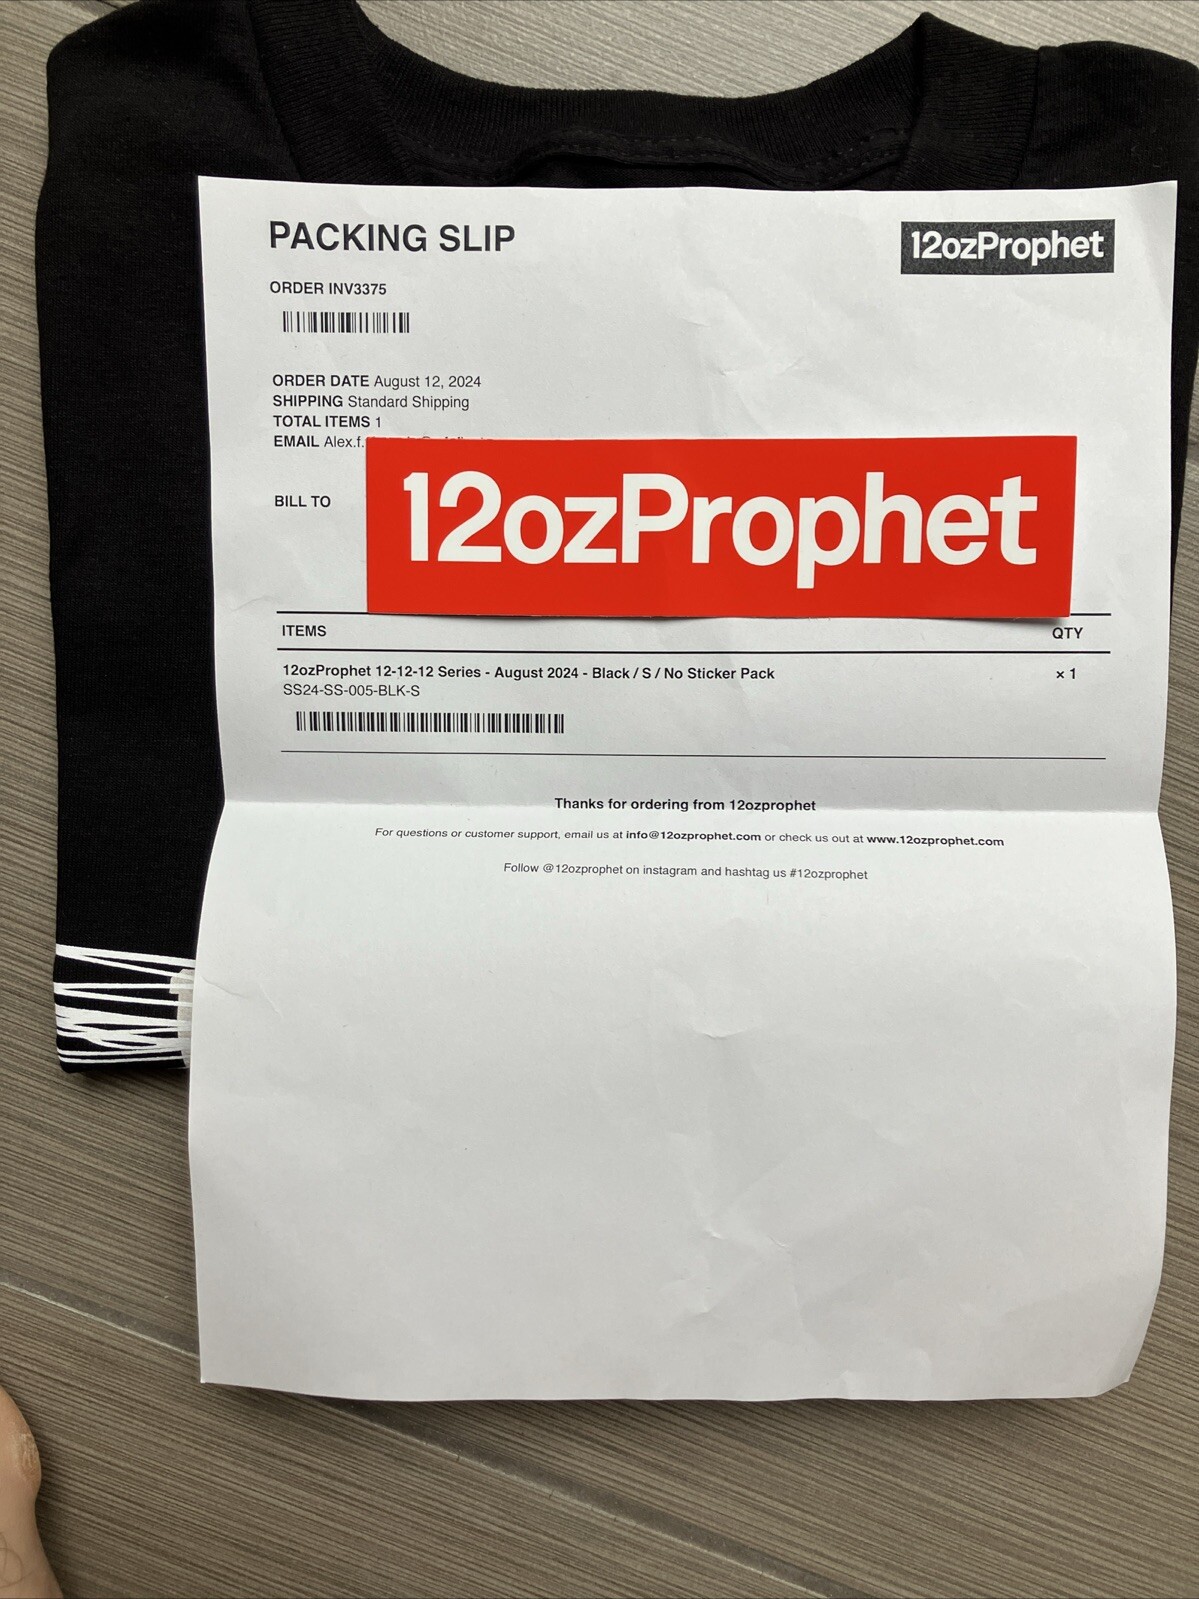 PACKING SLIP
12ozProphet
ORDER INV3375
ORDER DATE August 12, 2024
SHIPPING Standard Shipping
TOTAL ITEMS 1
EMAIL Alex.f.
BILL TO
12ozProphet
ITEMS QTY
12ozProphet 12-12-12 Series - August 2024 - Black / S / No Sticker Pack × 1
SS24-SS-005-BLK-S
Thanks for ordering from 12ozprophet
For questions or customer support, email us at info@12ozprophet.com or check us out at www.12ozprophet.com
Follow @12ozprophet on instagram and hashtag us #12ozprophet